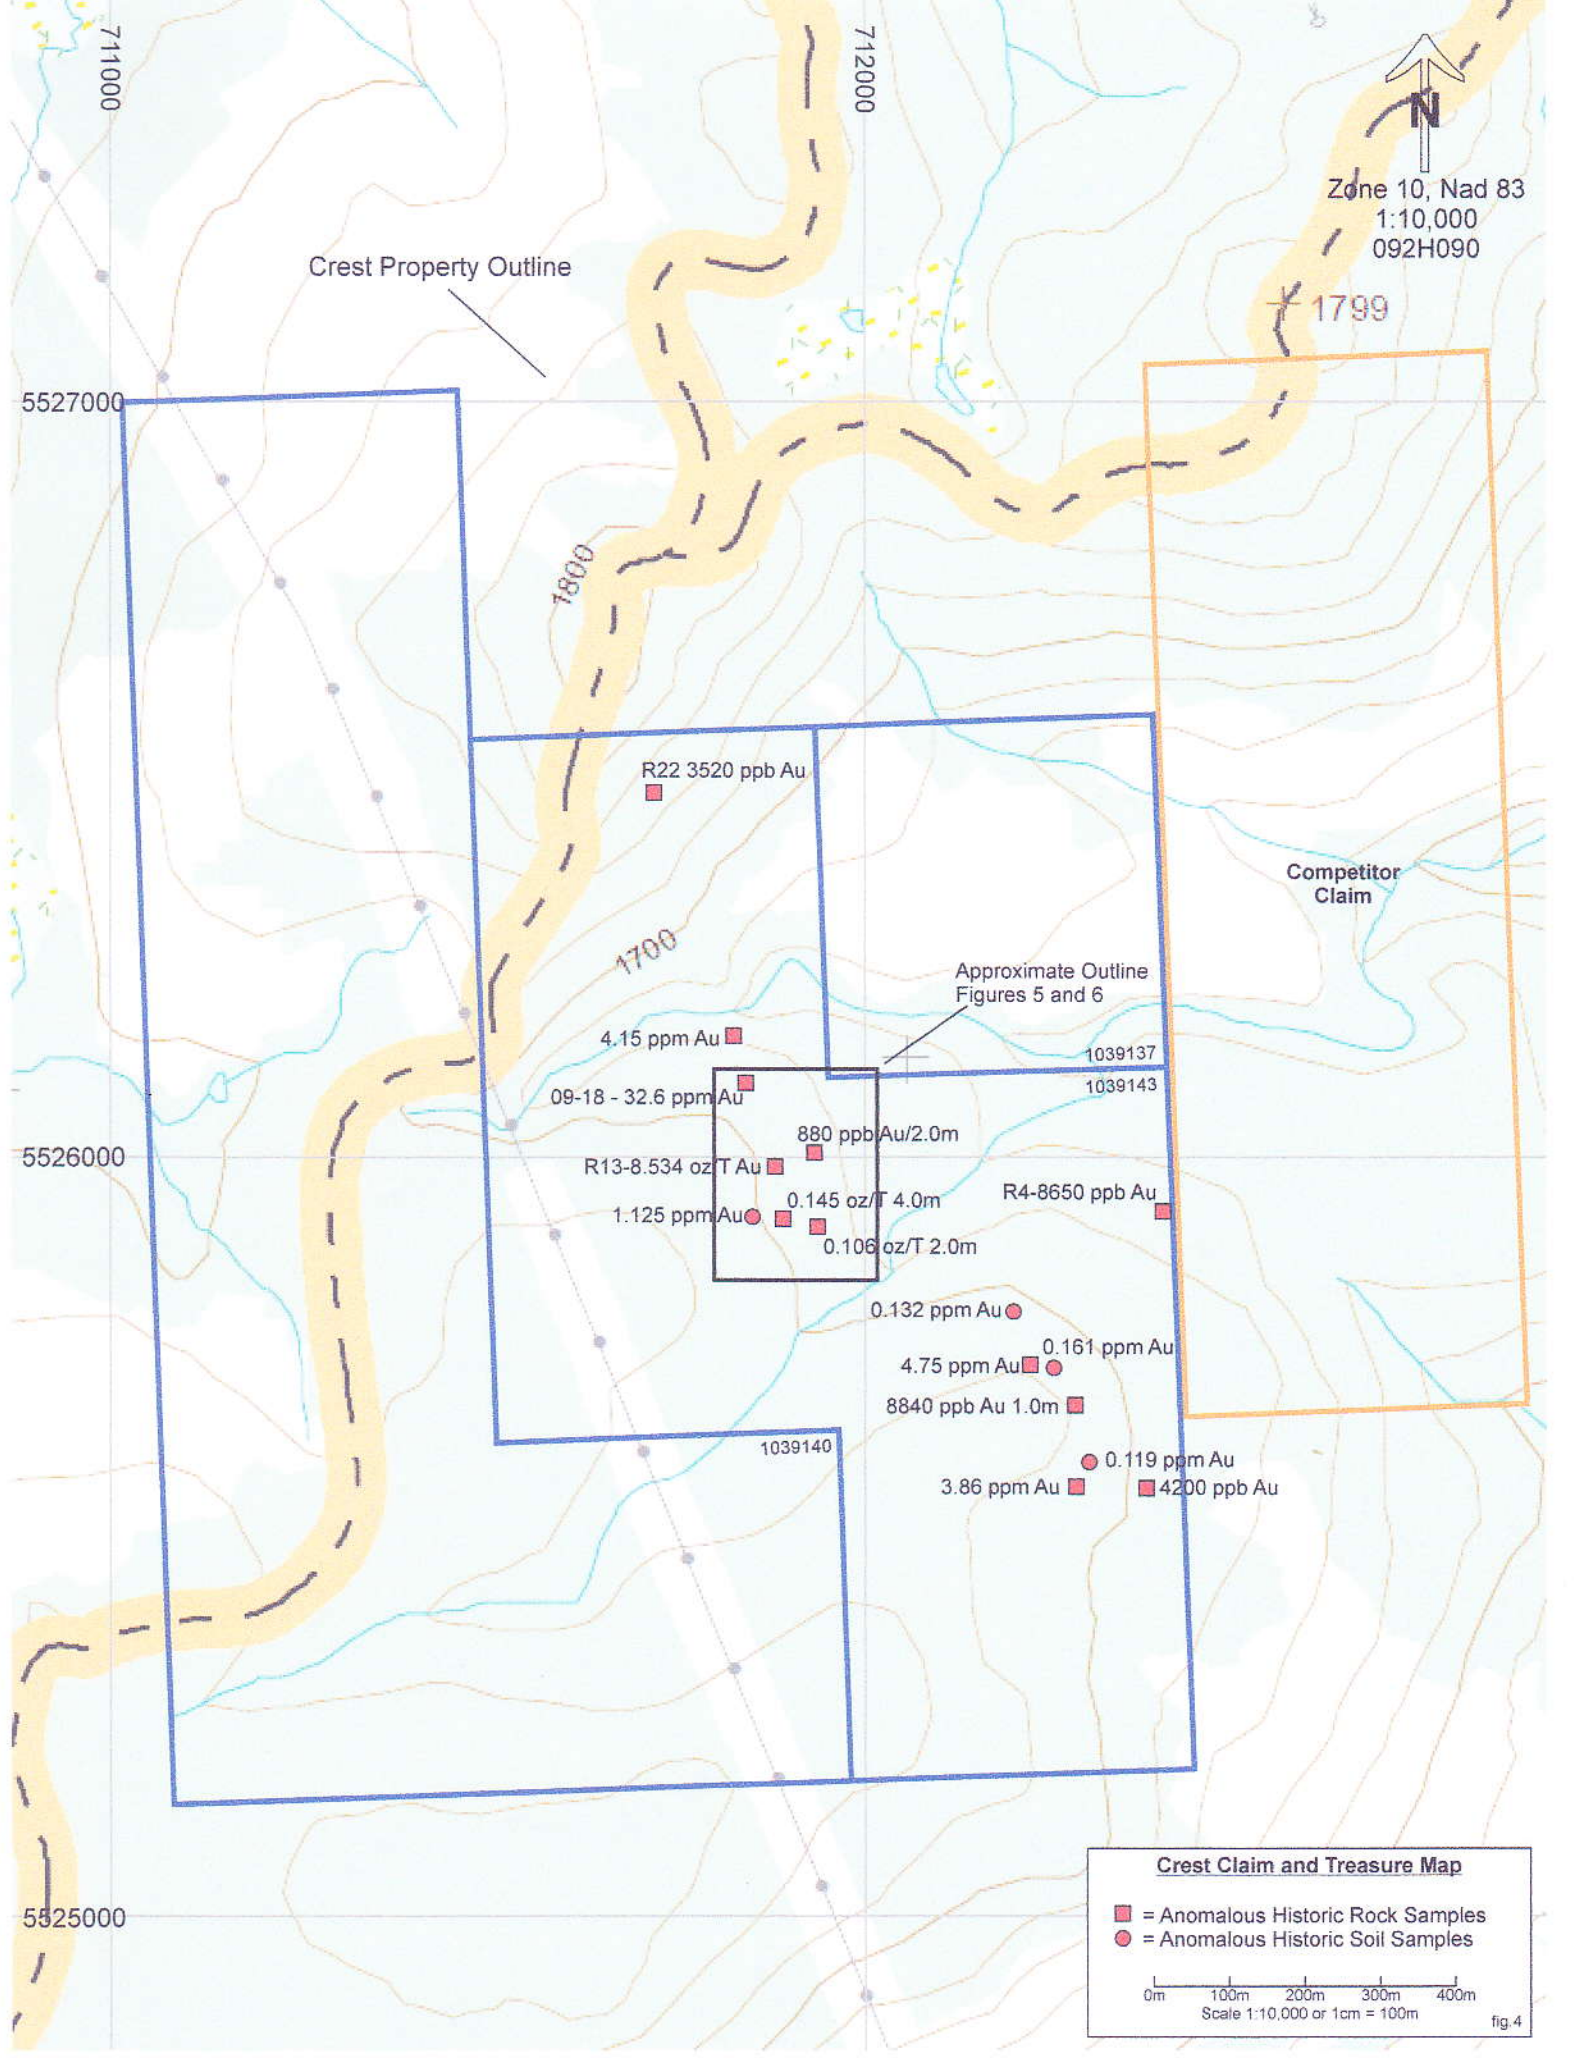 711000
712000
N
Zone 10, Nad 83
1:10,000
092H090
Crest Property Outline
1799
5527000
1800
R22 3520 ppb Au
Competitor
Claim
1700
Approximate Outline
Figures 5 and 6
4.15 ppm Au
1039137
1039143
09-18 - 32.6 ppm Au
880 ppb Au/2.0m
5526000
R13-8.534 oz/T Au
R4-8650 ppb Au
0.145 oz/T 4.0m
1.125 ppm Au
0.106 oz/T 2.0m
0.132 ppm Au
0.161 ppm Au
4.75 ppm Au
8840 ppb Au 1.0m
1039140
0.119 ppm Au
3.86 ppm Au
4200 ppb Au
5525000
Crest Claim and Treasure Map
= Anomalous Historic Rock Samples
= Anomalous Historic Soil Samples
0m 100m 200m 300m 400m
Scale 1:10,000 or 1cm = 100m
fig.4